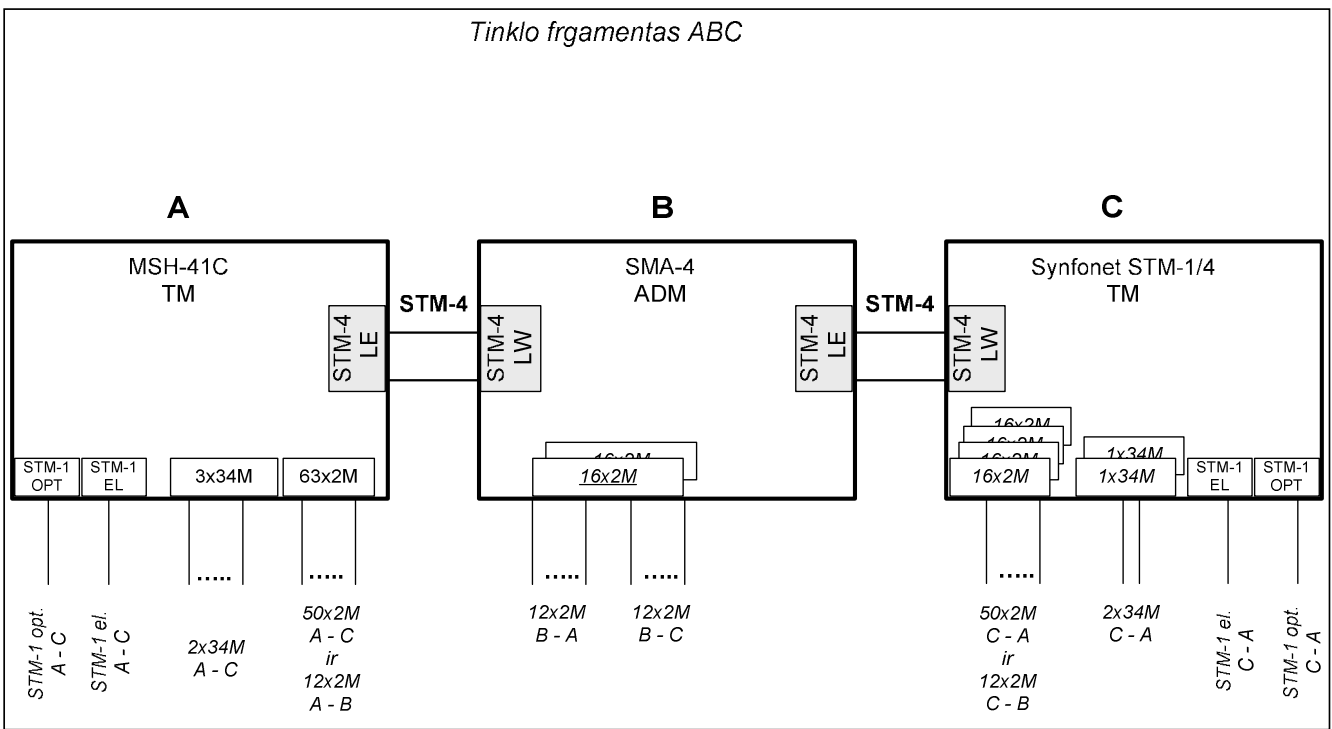 Tinklo frgamentas ABC
A
B
C
MSH-41C
TM
SMA-4
ADM
Synfonet STM-1/4
TM
STM-4
LE
STM-4
STM-4
LW
STM-4
LE
STM-4
STM-4
LW
STM-1
OPT
STM-1
EL
3x34M
63x2M
16x2M
16x2M
16x2M
16x2M
16x2M
16x2M
1x34M
1x34M
STM-1
EL
STM-1
OPT
.....
.....
.....
.....
.....
STM-1 opt.
A - C
STM-1 el.
A - C
2x34M
A - C
50x2M
A - C
ir
12x2M
A - B
12x2M
B - A
12x2M
B - C
50x2M
C - A
ir
12x2M
C - B
2x34M
C - A
STM-1 el.
C - A
STM-1 opt.
C - A